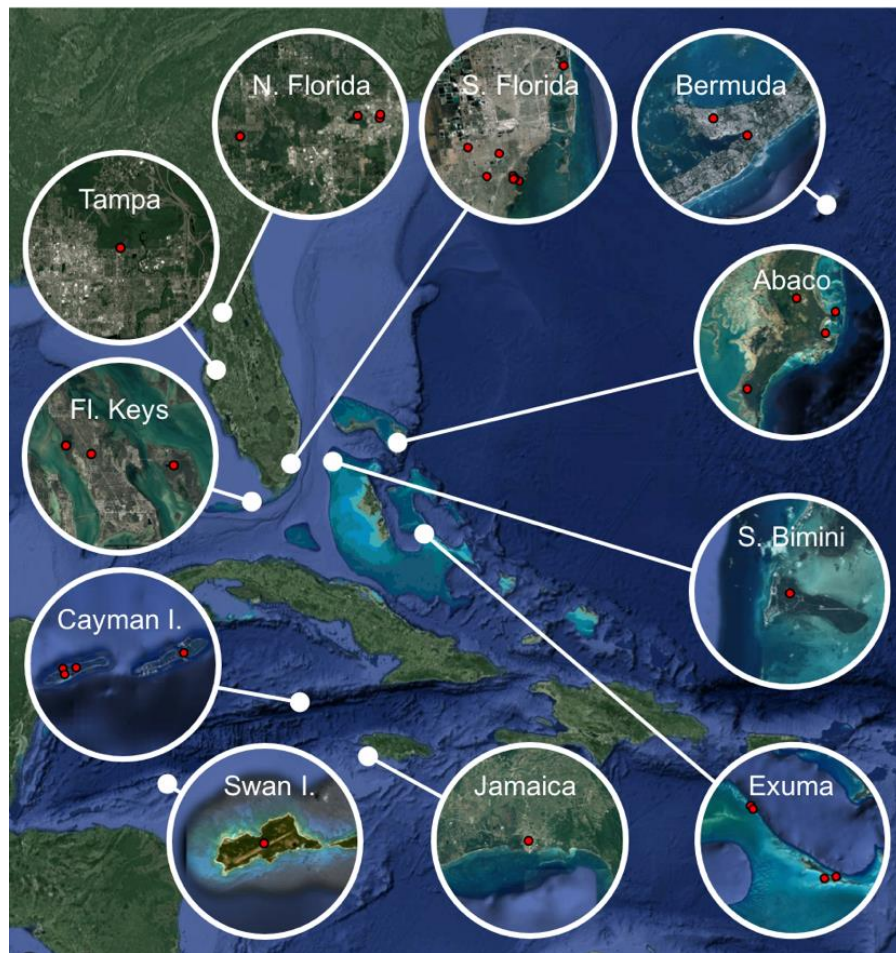 N. Florida
S. Florida
Bermuda
Tampa
Abaco
Fl. Keys
S. Bimini
Cayman I.
Swan I.
Jamaica
Exuma